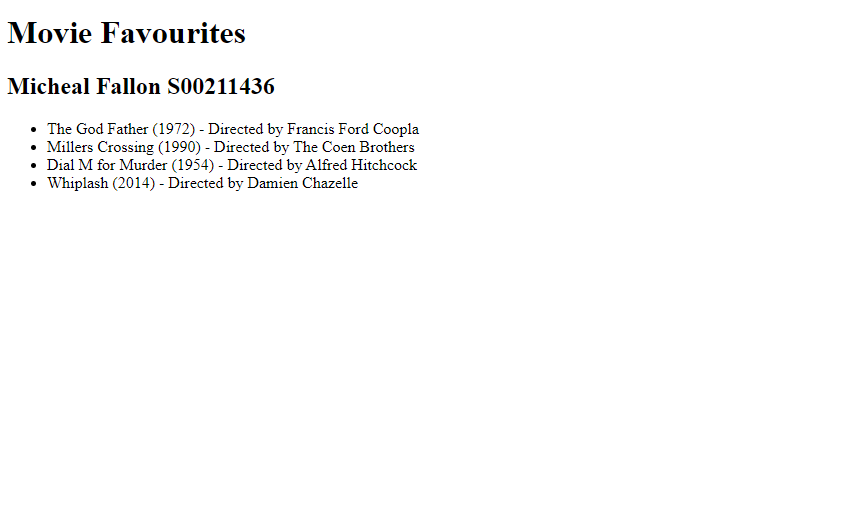 Movie Favourites
Micheal Fallon S00211436
The God Father (1972) - Directed by Francis Ford Coopla
Millers Crossing (1990) - Directed by The Coen Brothers
Dial M for Murder (1954) - Directed by Alfred Hitchcock
Whiplash (2014) - Directed by Damien Chazelle